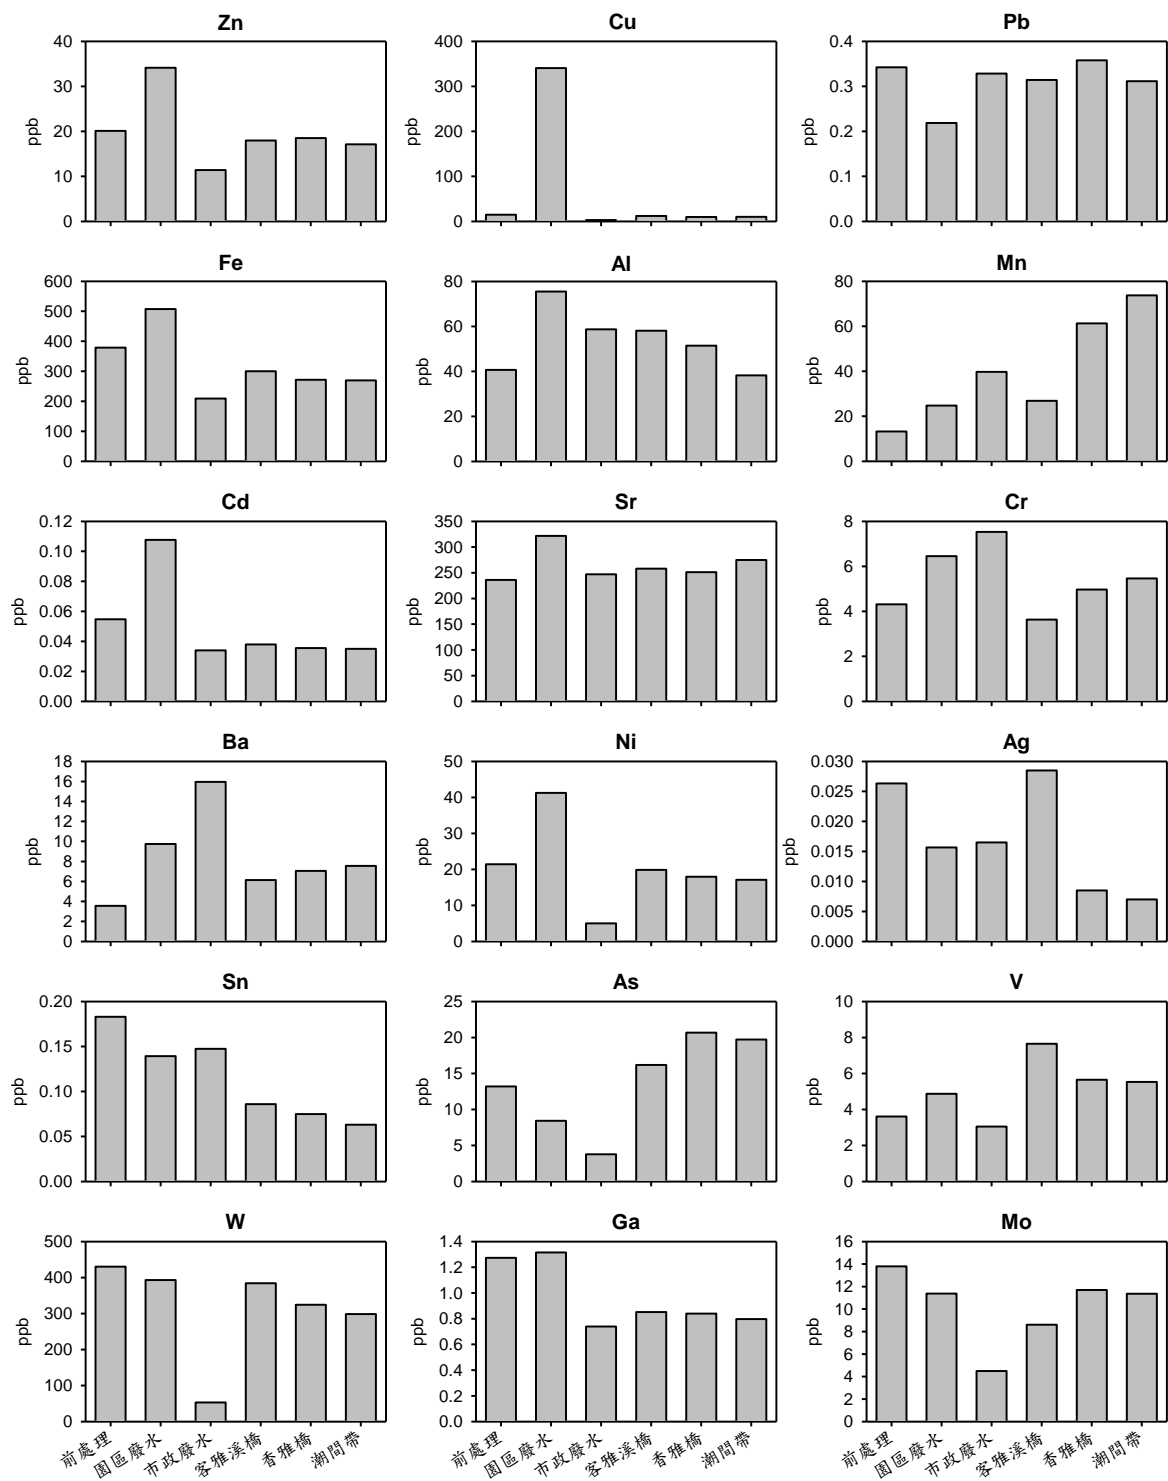 Zn
Cu
Pb
40
30
20
10
0
ppb
400
300
200
100
0
ppb
0.4
0.3
0.2
0.1
0.0
ppb
Fe
Al
Mn
600
500
400
300
200
100
0
ppb
80
60
40
20
0
ppb
80
60
40
20
0
ppb
Cd
Sr
Cr
0.12
0.10
0.08
0.06
0.04
0.02
0.00
ppb
350
300
250
200
150
100
50
0
ppb
8
6
4
2
0
ppb
Ba
Ni
Ag
18
16
14
12
10
8
6
4
2
0
ppb
50
40
30
20
10
0
ppb
0.030
0.025
0.020
0.015
0.010
0.005
0.000
ppb
Sn
As
V
0.20
0.15
0.10
0.05
0.00
ppb
25
20
15
10
5
0
ppb
10
8
6
4
2
0
ppb
W
Ga
Mo
500
400
300
200
100
0
ppb
1.4
1.2
1.0
0.8
0.6
0.4
0.2
0.0
ppb
16
14
12
10
8
6
4
2
0
ppb
前處理
園區廢水
市政廢水
客雅溪橋
香雅橋
潮間帶
前處理
園區廢水
市政廢水
客雅溪橋
香雅橋
潮間帶
前處理
園區廢水
市政廢水
客雅溪橋
香雅橋
潮間帶